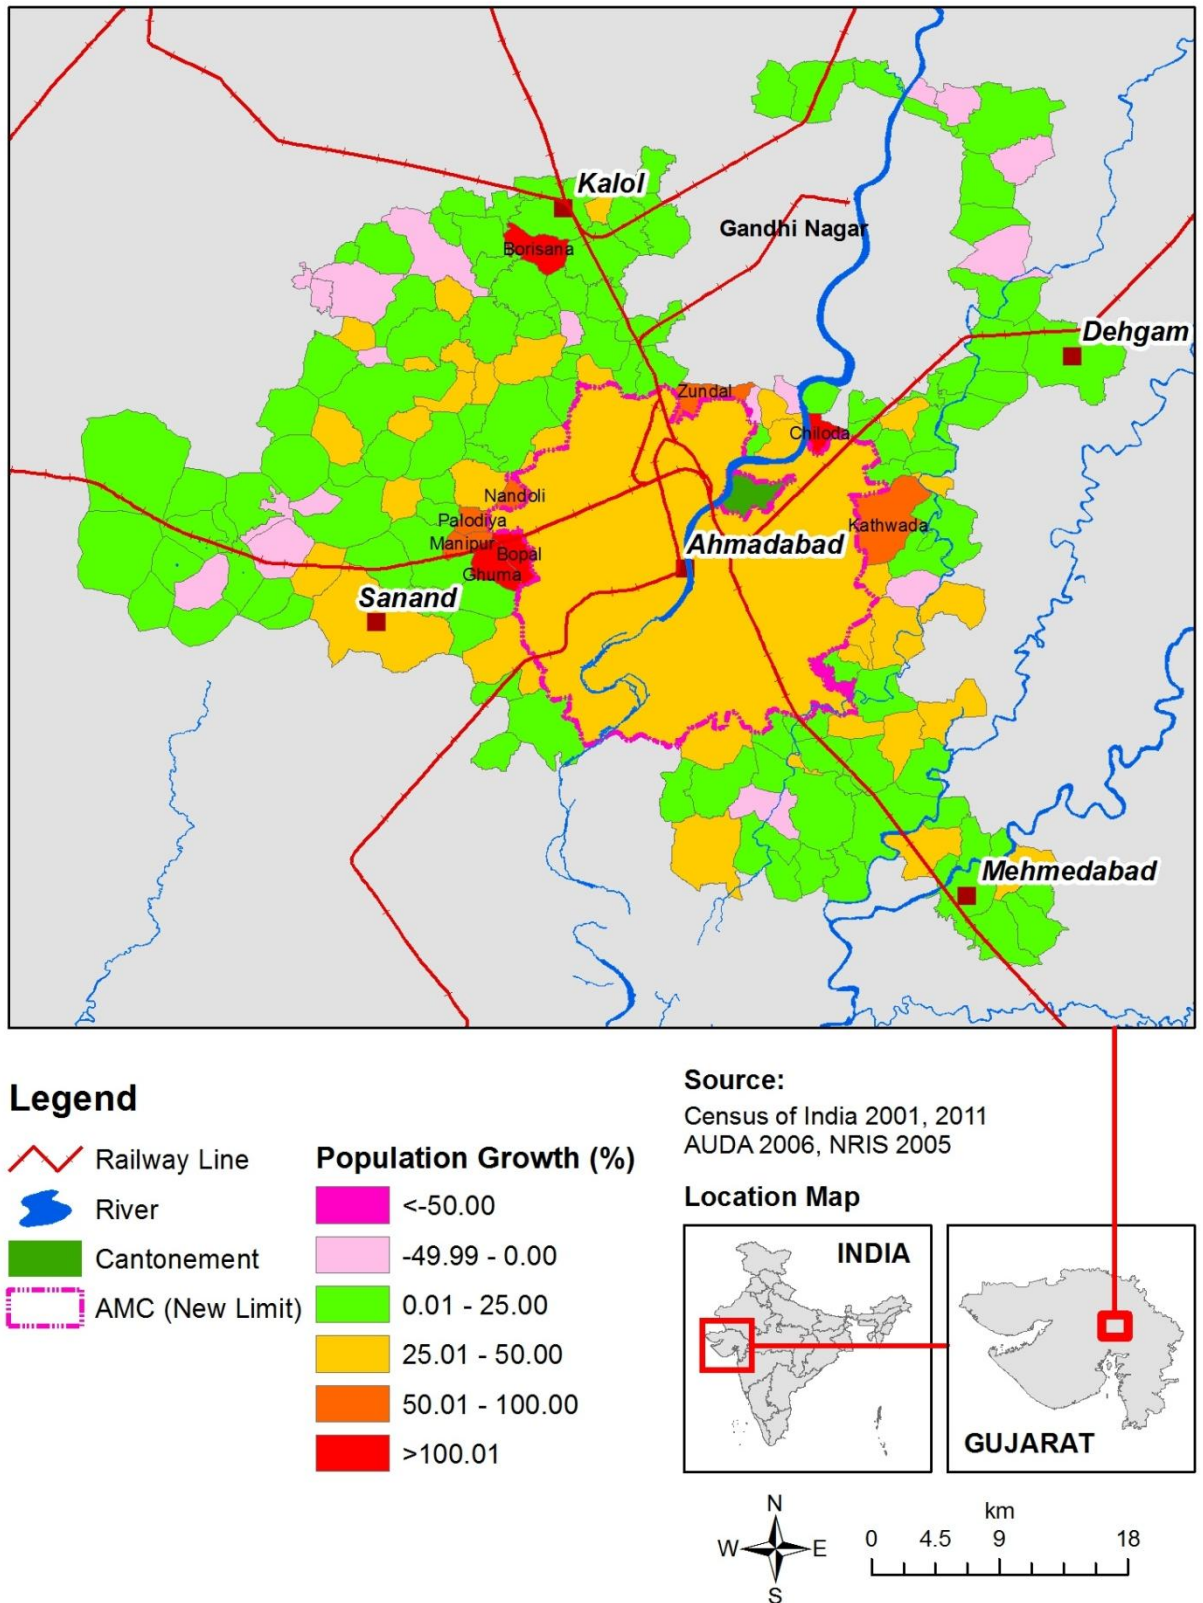 Kalol
Borisana
Gandhi Nagar
Dehgam
Zundal
Chiloda
Nandoli
Palodiya
Manipur
Bopal
Ghuma
Kathwada
Ahmadabad
Sanand
Mehmedabad
Legend
Railway Line
River
Cantonement
AMC (New Limit)
Population Growth (%)
<-50.00
-49.99 - 0.00
0.01 - 25.00
25.01 - 50.00
50.01 - 100.00
>100.01
Source:
Census of India 2001, 2011
AUDA 2006, NRIS 2005
Location Map
INDIA
GUJARAT
N
W E
S
km
0 4.5 9 18